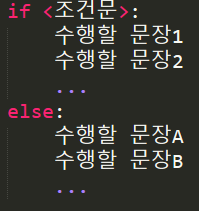 if <조건문>:
    수행할 문장1
    수행할 문장2
    ...
else:
    수행할 문장A
    수행할 문장B
    ...